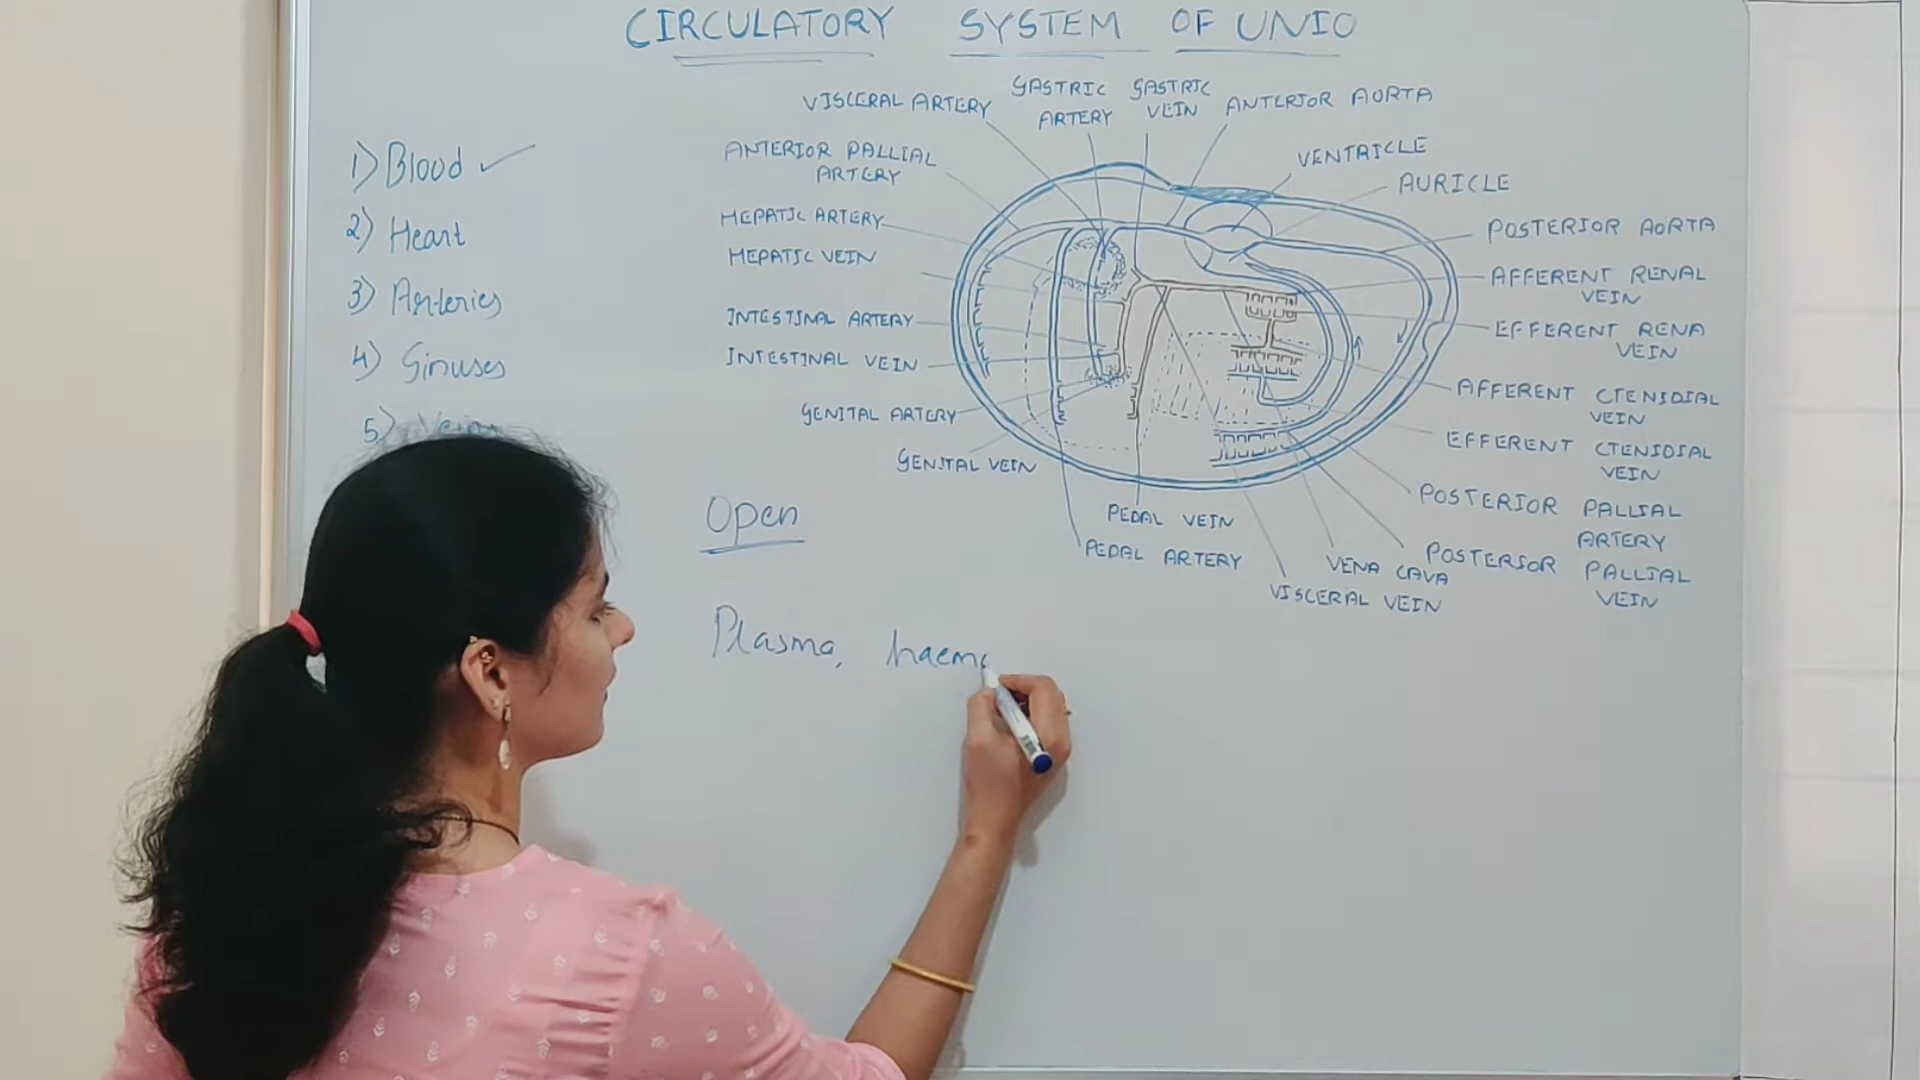 CIRCULATORY SYSTEM OF UNIO
1) Blood ✓
2) Heart
3) Arteries
4) Sinuses
5) Veins
VISCERAL ARTERY
GASTRIC
ARTERY
GASTRIC
VEIN
ANTERIOR AORTA
ANTERIOR PALLIAL
ARTERY
VENTRICLE
AURICLE
HEPATIC ARTERY
HEPATIC VEIN
POSTERIOR AORTA
AFFERENT RENAL
VEIN
INTESTINAL ARTERY
EFFERENT RENA
VEIN
INTESTINAL VEIN
AFFERENT CTENIDIAL
VEIN
GENITAL ARTERY
EFFERENT CTENIDIAL
VEIN
GENITAL VEIN
POSTERIOR PALLIAL
ARTERY
PEDAL VEIN
PEDAL ARTERY
VENA CAVA
POSTERIOR PALLIAL
VEIN
VISCERAL VEIN
Open
Plasma, haemo